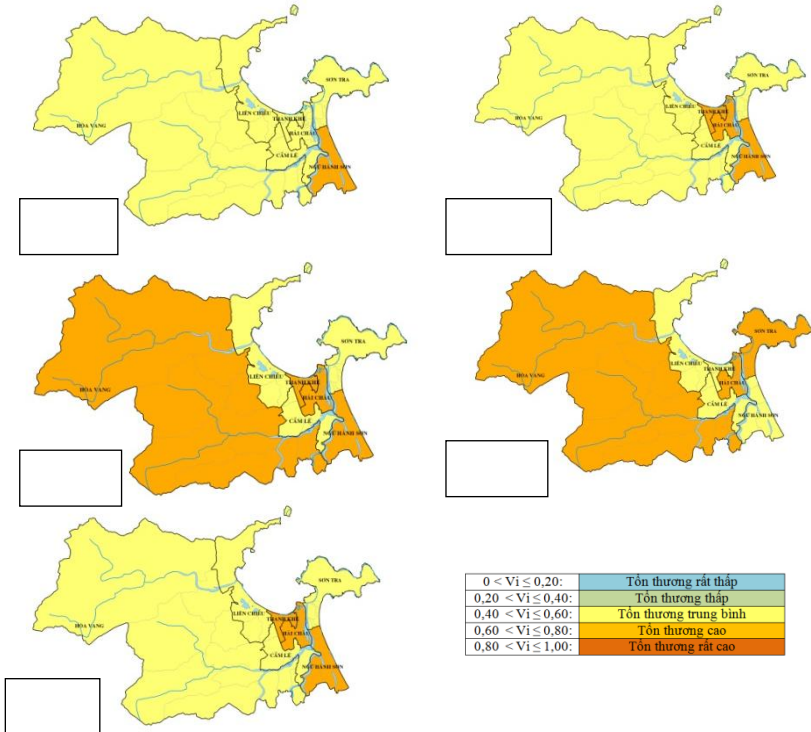 SƠN TRA
LIÊN CHIỂU
THANH KHÊ
HẢI CHÂU
HÒA VANG
CẨM LỆ
NGŨ HÀNH SƠN
SƠN TRA
LIÊN CHIỂU
THANH KHÊ
HẢI CHÂU
HÒA VANG
CẨM LỆ
NGŨ HÀNH SƠN
SƠN TRA
LIÊN CHIỂU
THANH KHÊ
HẢI CHÂU
HÒA VANG
CẨM LỆ
NGŨ HÀNH SƠN
SƠN TRA
LIÊN CHIỂU
THANH KHÊ
HẢI CHÂU
HÒA VANG
CẨM LỆ
NGŨ HÀNH SƠN
SƠN TRA
LIÊN CHIỂU
THANH KHÊ
HẢI CHÂU
HÒA VANG
CẨM LỆ
NGŨ HÀNH SƠN
0 < Vi ≤ 0,20: Tổn thương rất thấp
0,20 < Vi ≤ 0,40: Tổn thương thấp
0,40 < Vi ≤ 0,60: Tổn thương trung bình
0,60 < Vi ≤ 0,80: Tổn thương cao
0,80 < Vi ≤ 1,00: Tổn thương rất cao